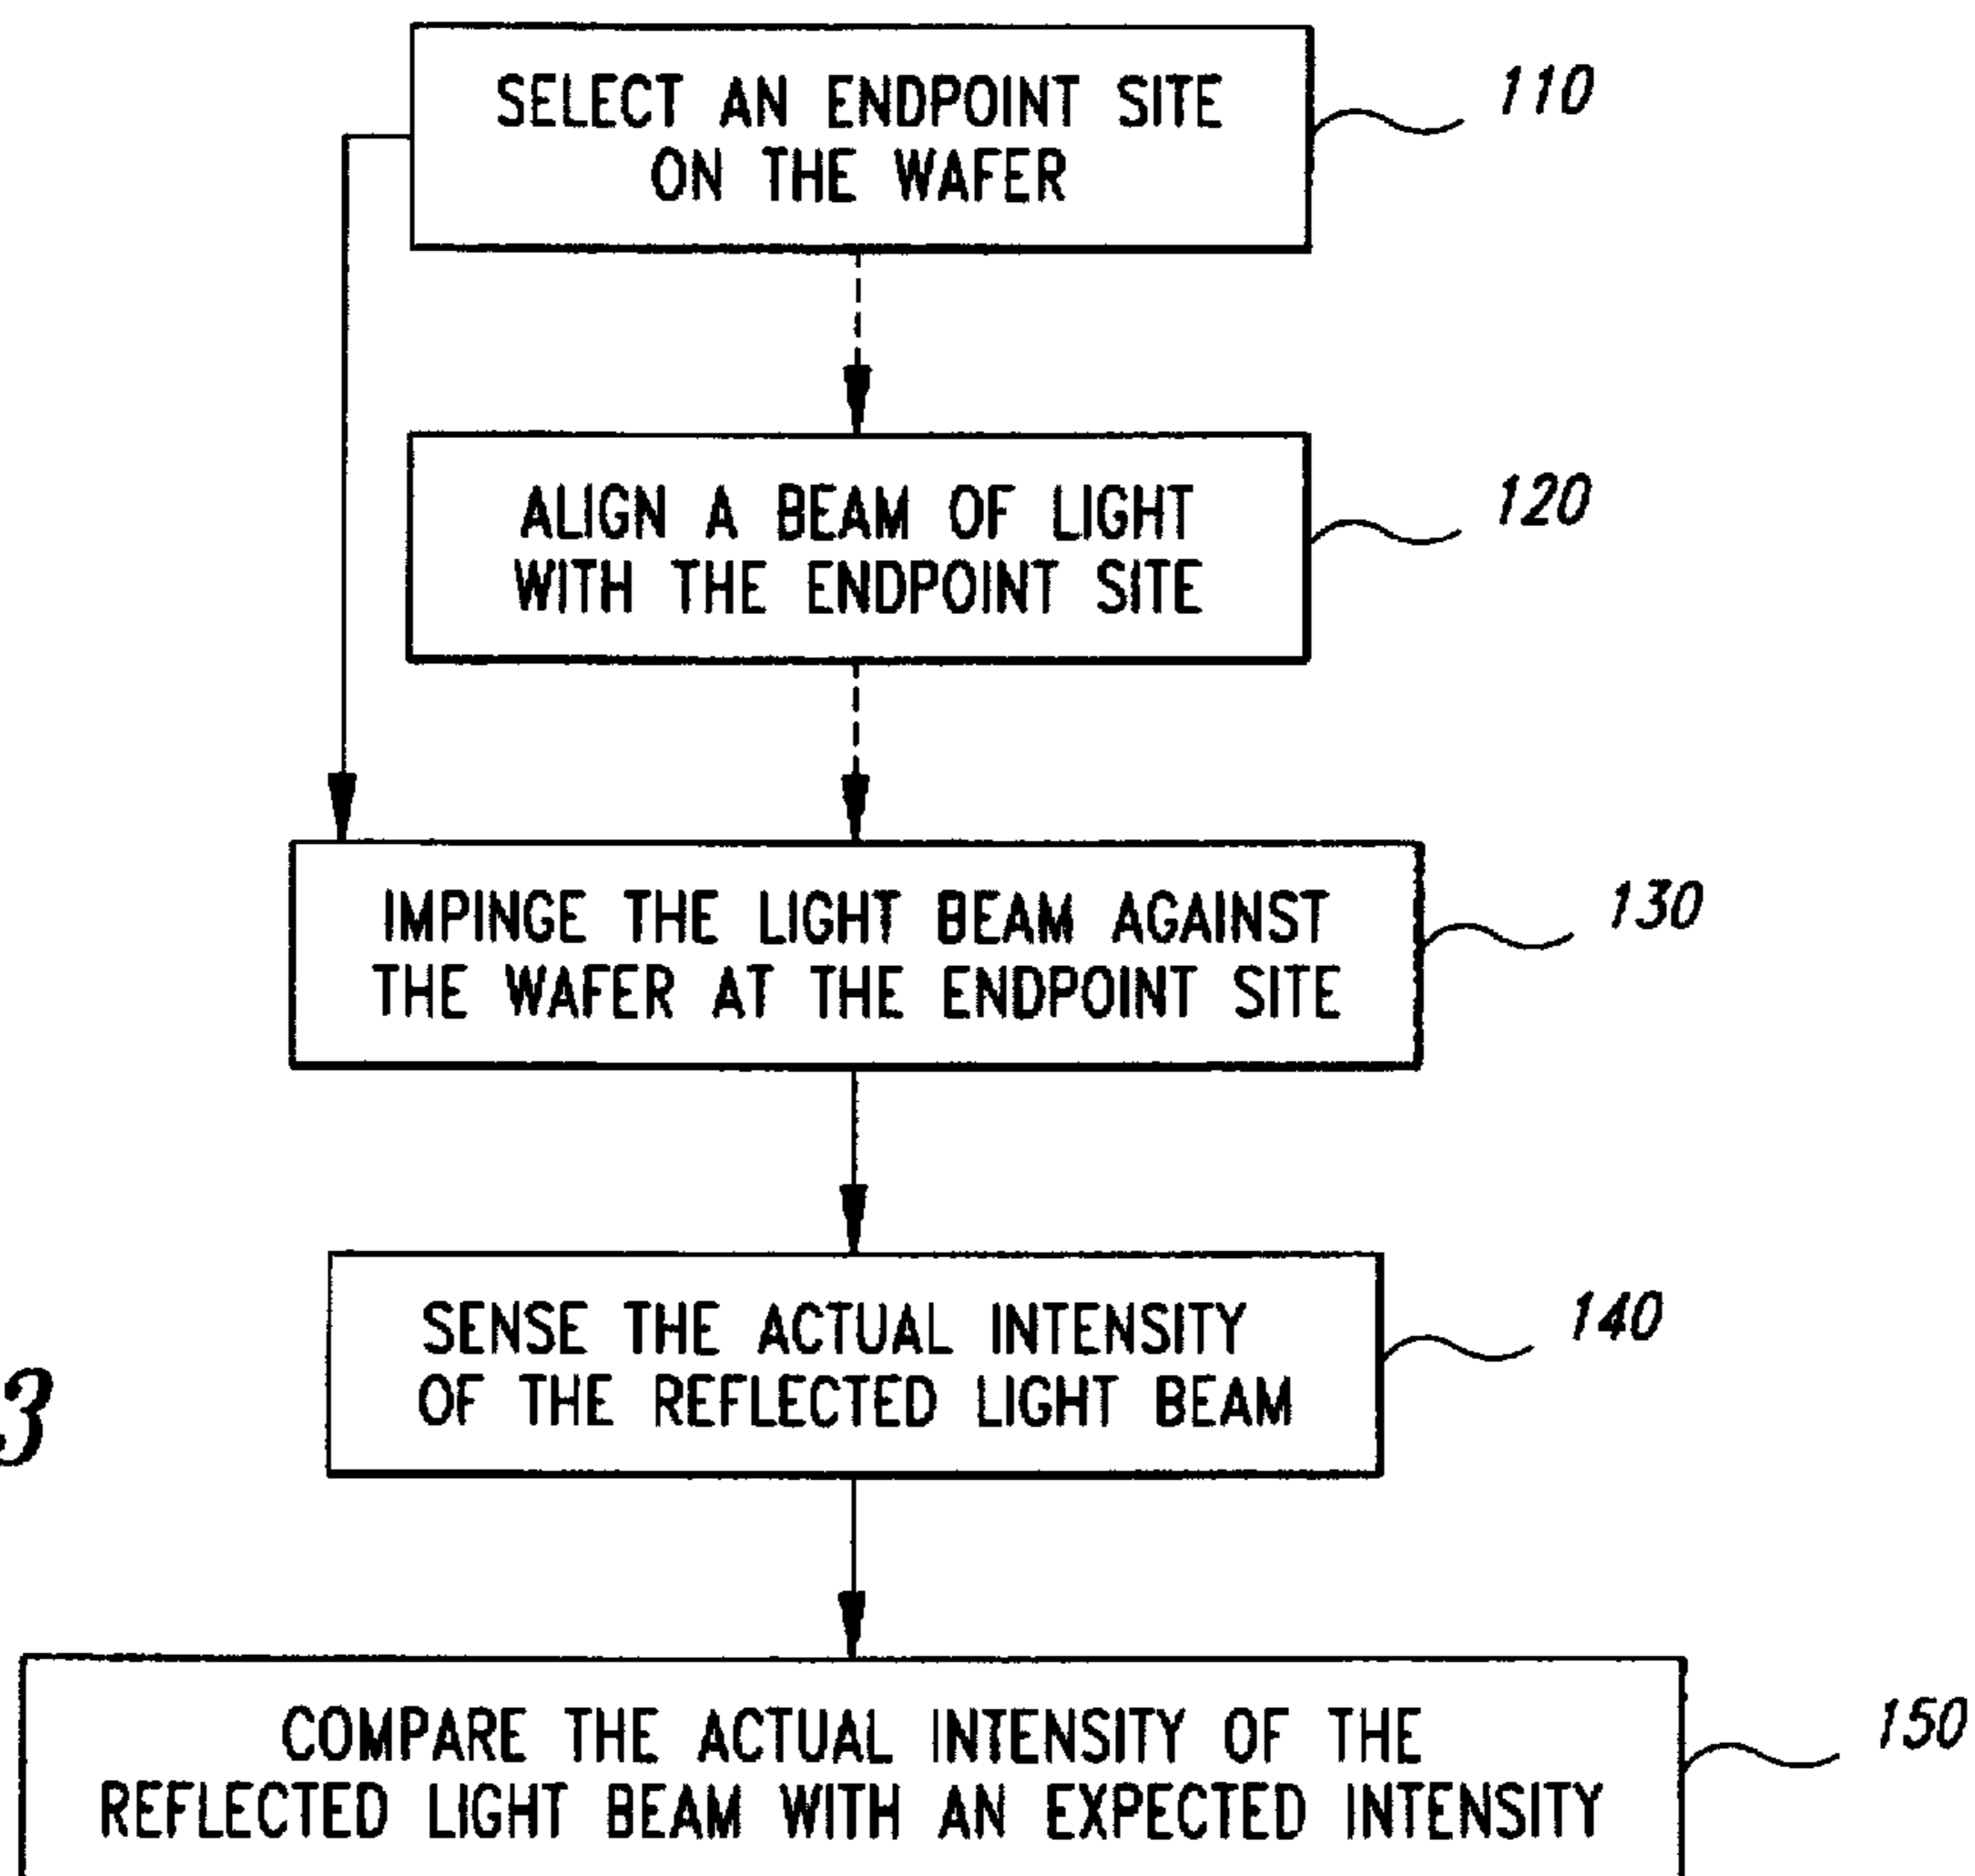 SELECT AN ENDPOINT SITE
ON THE WAFER
110
ALIGN A BEAM OF LIGHT
WITH THE ENDPOINT SITE
120
IMPINGE THE LIGHT BEAM AGAINST
THE WAFER AT THE ENDPOINT SITE
130
SENSE THE ACTUAL INTENSITY
OF THE REFLECTED LIGHT BEAM
140
3
COMPARE THE ACTUAL INTENSITY OF THE
REFLECTED LIGHT BEAM WITH AN EXPECTED INTENSITY
150